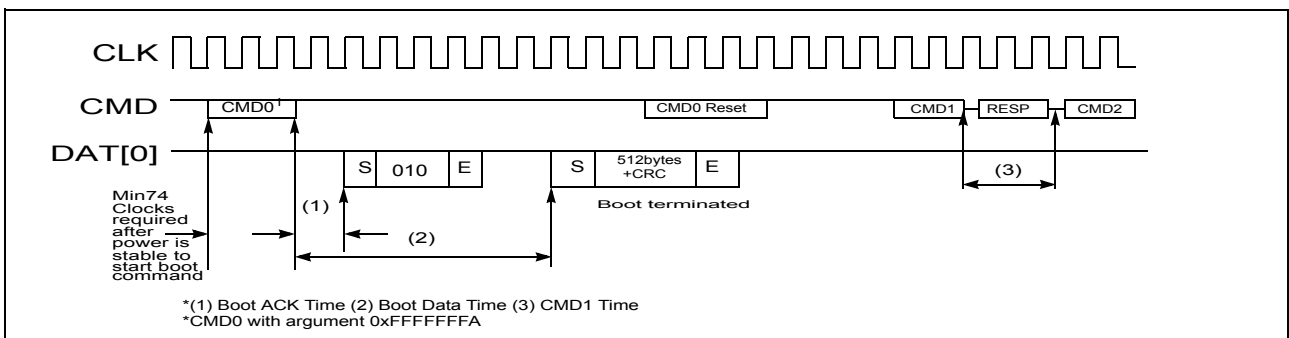 CLK
CMD
CMD0¹
CMD0 Reset
CMD1
RESP
CMD2
DAT[0]
S
010
E
S
512bytes
+CRC
E
Boot terminated
Min74
Clocks
required
after
power is
stable to
start boot
command
(1)
(2)
(3)
*(1) Boot ACK Time (2) Boot Data Time (3) CMD1 Time
*CMD0 with argument 0xFFFFFFFA